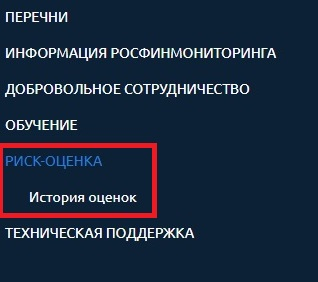 ПЕРЕЧНИ
ИНФОРМАЦИЯ РОСФИНМОНИТОРИНГА
ДОБРОВОЛЬНОЕ СОТРУДНИЧЕСТВО
ОБУЧЕНИЕ
РИСК-ОЦЕНКА
История оценок
ТЕХНИЧЕСКАЯ ПОДДЕРЖКА